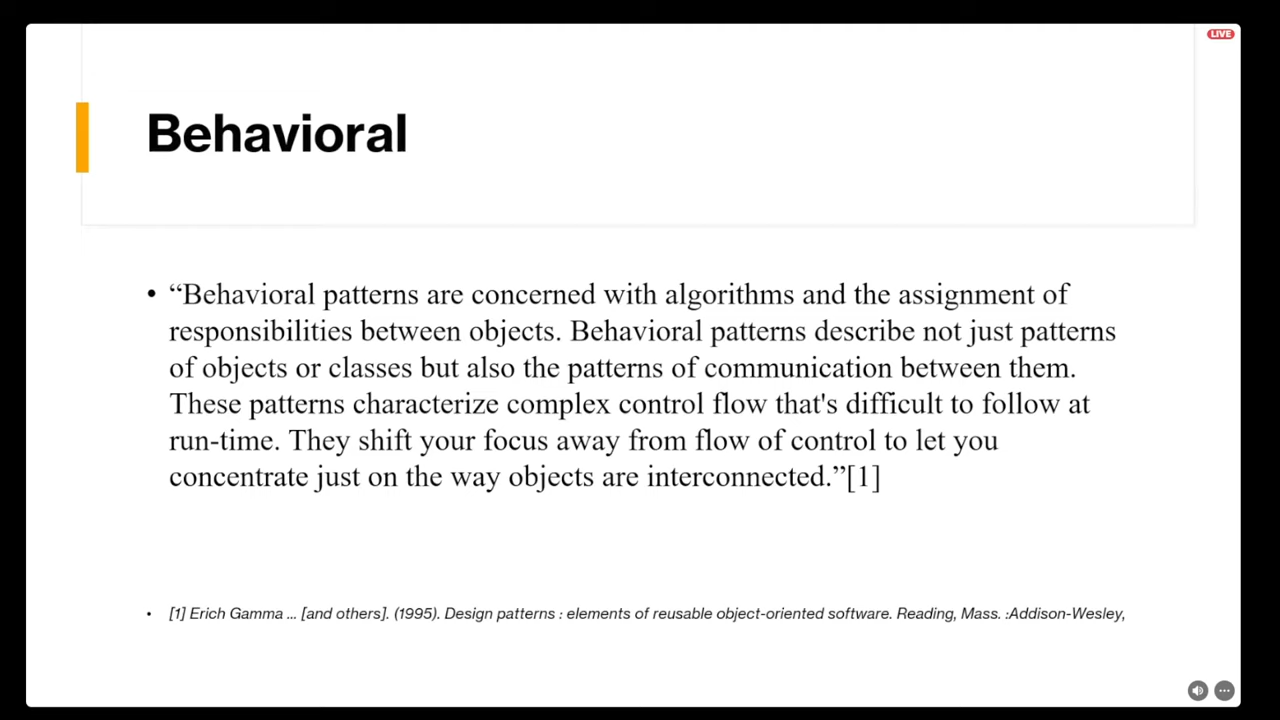 LIVE
Behavioral
• “Behavioral patterns are concerned with algorithms and the assignment of
responsibilities between objects. Behavioral patterns describe not just patterns
of objects or classes but also the patterns of communication between them.
These patterns characterize complex control flow that's difficult to follow at
run-time. They shift your focus away from flow of control to let you
concentrate just on the way objects are interconnected.”[1]
• [1] Erich Gamma ... [and others]. (1995). Design patterns : elements of reusable object-oriented software. Reading, Mass. :Addison-Wesley,